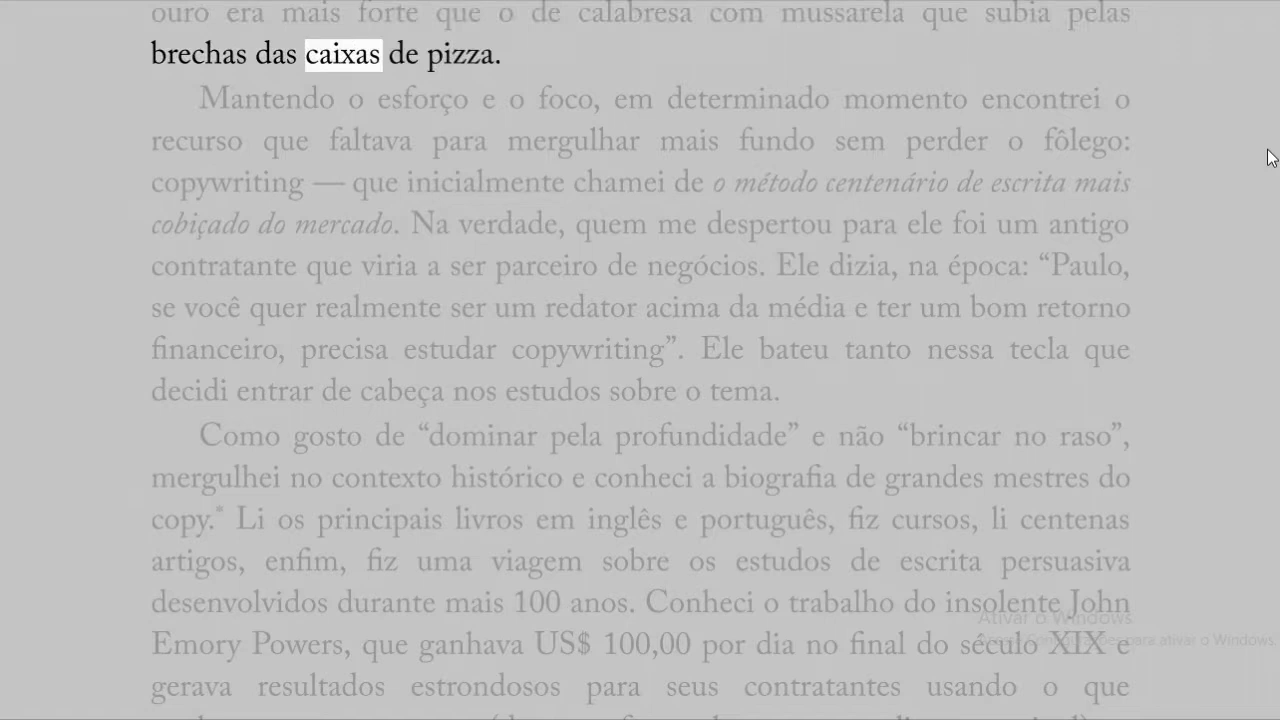 ouro era mais forte que o de calabresa com mussarela que subia pelas
brechas das caixas de pizza.
Mantendo o esforço e o foco, em determinado momento encontrei o
recurso que faltava para mergulhar mais fundo sem perder o fôlego:
copywriting — que inicialmente chamei de o método centenário de escrita mais
cobiçado do mercado. Na verdade, quem me despertou para ele foi um antigo
contratante que viria a ser parceiro de negócios. Ele dizia, na época: “Paulo,
se você quer realmente ser um redator acima da média e ter um bom retorno
financeiro, precisa estudar copywriting”. Ele bateu tanto nessa tecla que
decidi entrar de cabeça nos estudos sobre o tema.
Como gosto de “dominar pela profundidade” e não “brincar no raso”,
mergulhei no contexto histórico e conheci a biografia de grandes mestres do
copy.* Li os principais livros em inglês e português, fiz cursos, li centenas
artigos, enfim, fiz uma viagem sobre os estudos de escrita persuasiva
desenvolvidos durante mais 100 anos. Conheci o trabalho do insolente John
Ativar o Windows
Emory Powers, que ganhava US$ 100,00 por dia no final do século XIX e
para ativar o Windows.
gerava resultados estrondosos para seus contratantes usando o que